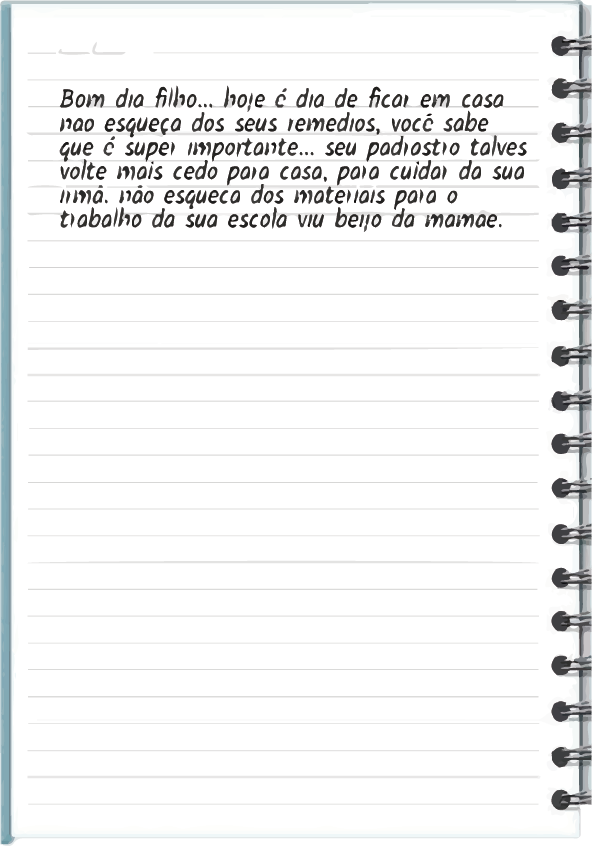 Bom dia filho... hoje é dia de ficar em casa
nao esqueça dos seus remedios, você sabe
que é super importante... seu padrostro talves
volte mais cedo para casa, para cuidar da sua
irmã. não esqueca dos materiais para o
trabalho da sua escola viu beijo da mamae.